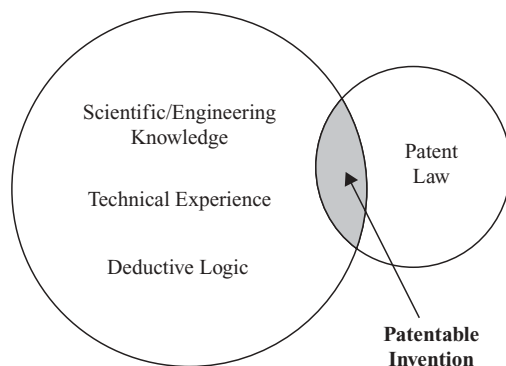 Scientific/Engineering
Knowledge
Technical Experience
Deductive Logic
Patent
Law
Patentable
Invention